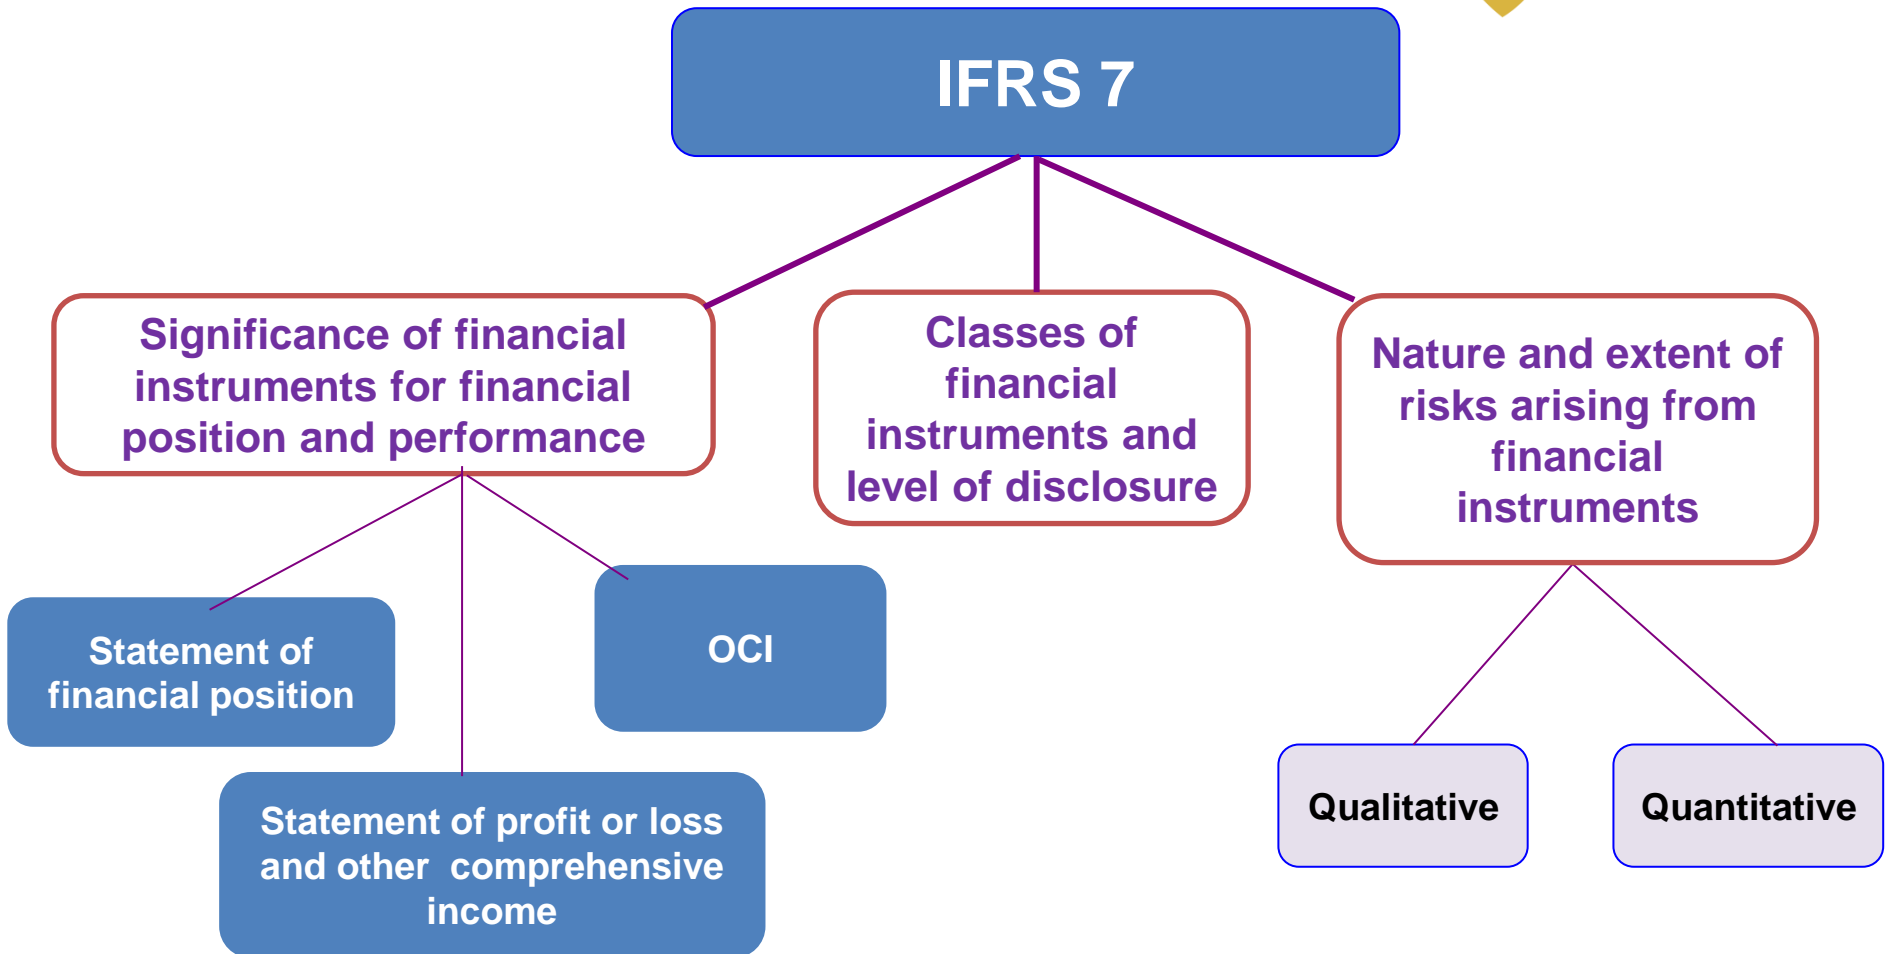 IFRS 7
Significance of financial
instruments for financial
position and performance
Classes of
financial
instruments and
level of disclosure
Nature and extent of
risks arising from
financial
instruments
Statement of
financial position
OCI
Statement of profit or loss
and other  comprehensive
income
Qualitative
Quantitative